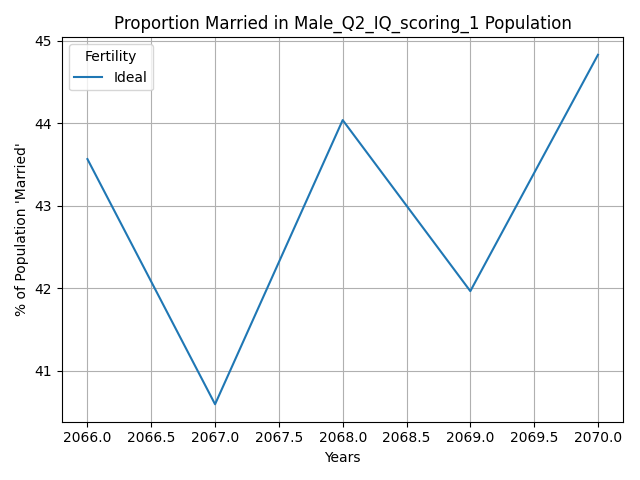 Proportion Married in Male_Q2_IQ_scoring_1 Population
Fertility
Ideal
45
44
43
42
41
% of Population 'Married'
2066.0 2066.5 2067.0 2067.5 2068.0 2068.5 2069.0 2069.5 2070.0
Years